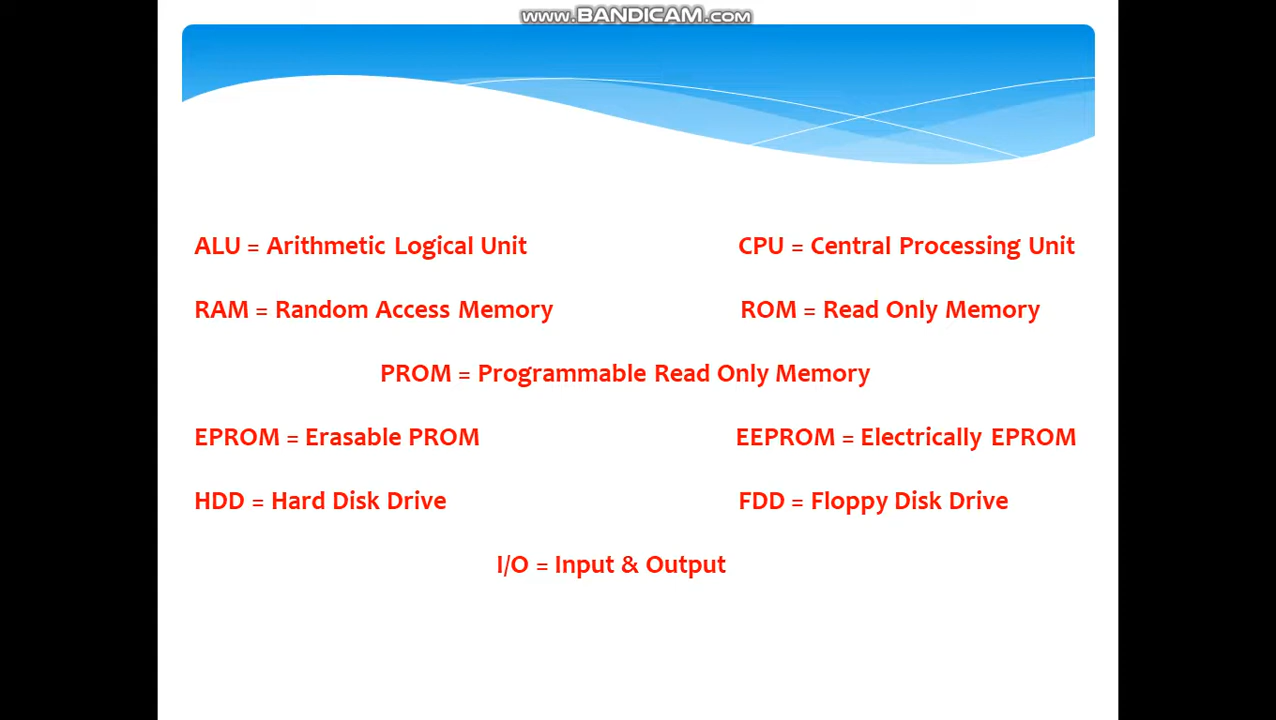 www.BANDICAM.com
ALU = Arithmetic Logical Unit CPU = Central Processing Unit
RAM = Random Access Memory ROM = Read Only Memory
PROM = Programmable Read Only Memory
EPROM = Erasable PROM EEPROM = Electrically EPROM
HDD = Hard Disk Drive FDD = Floppy Disk Drive
I/O = Input & Output